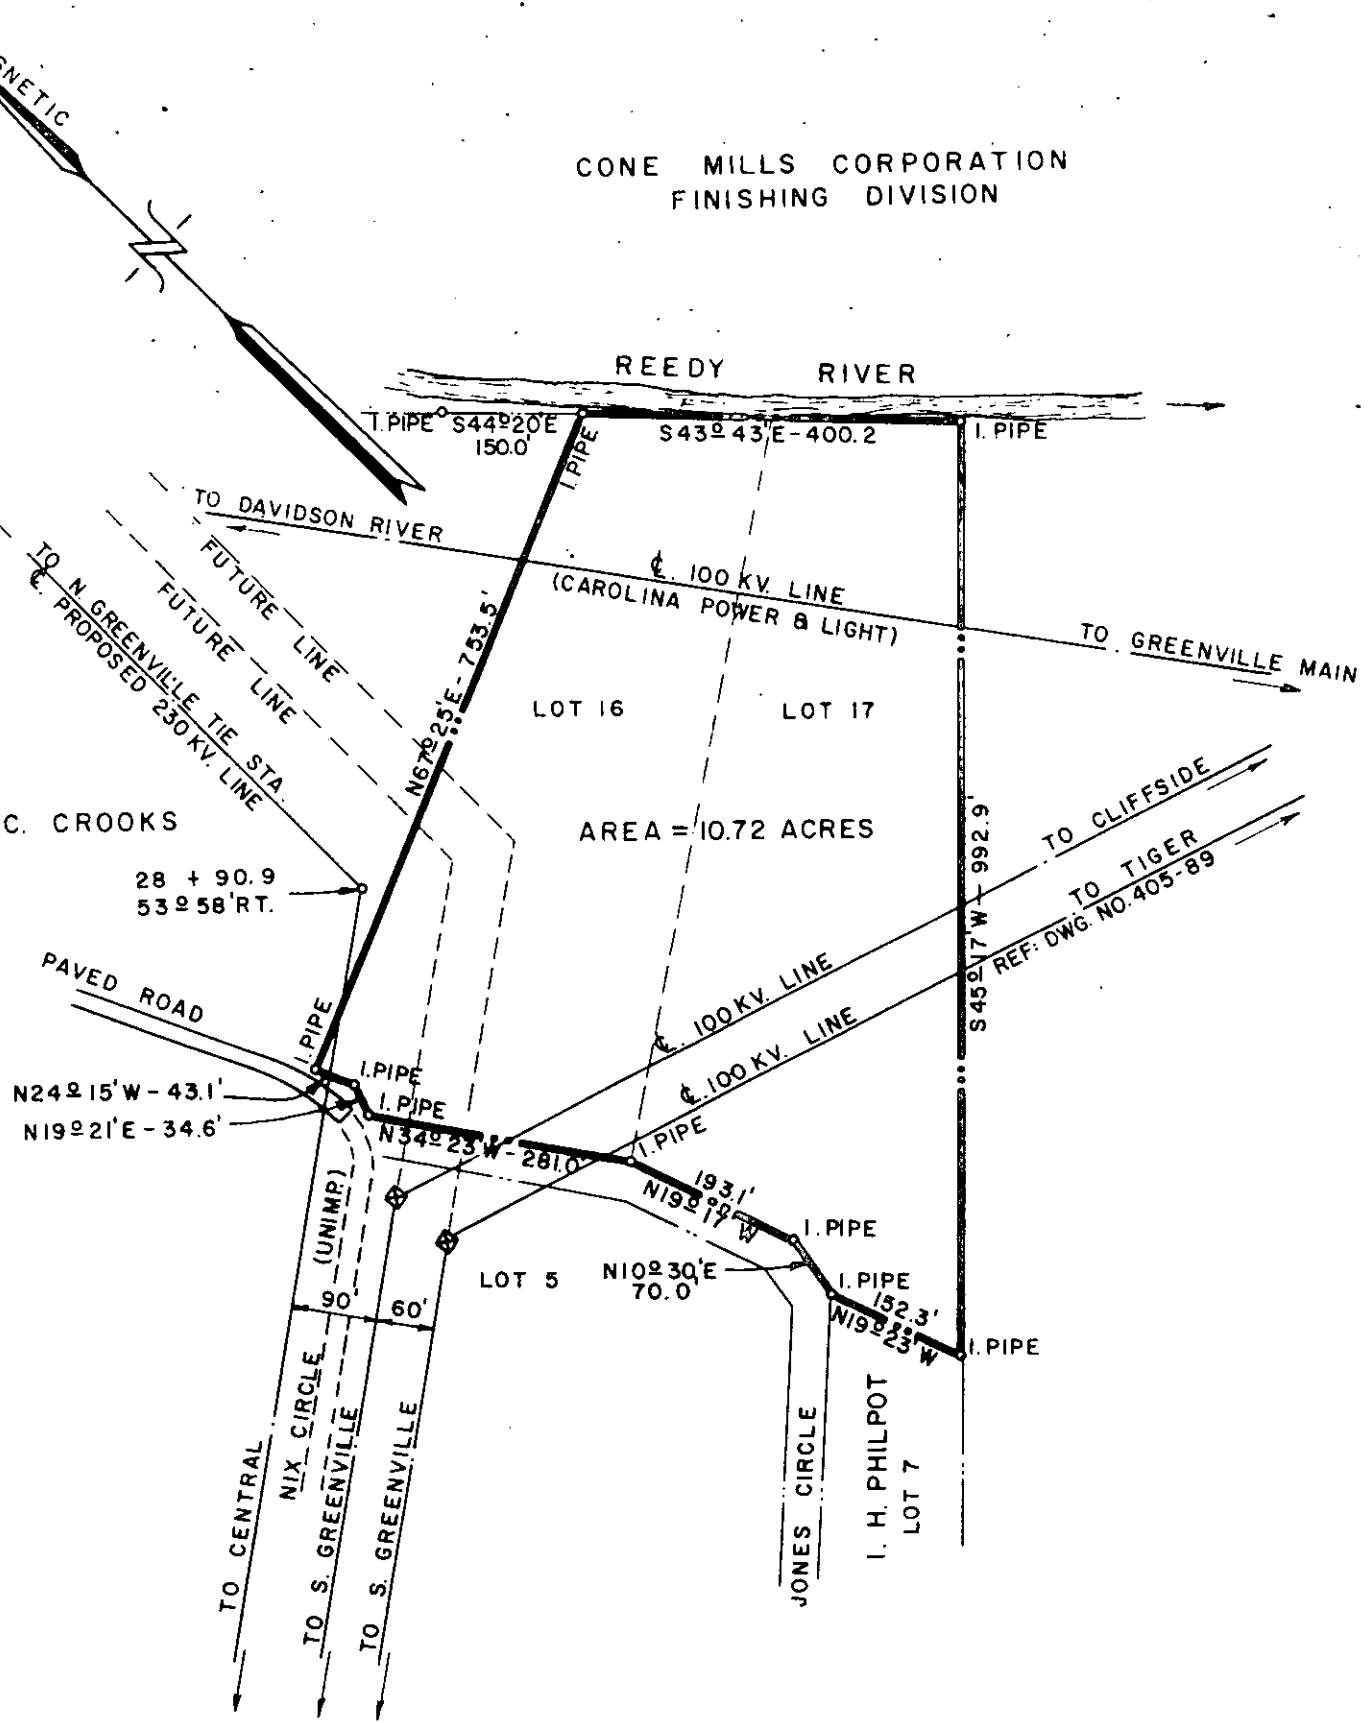 CONE MILLS CORPORATION
FINISHING DIVISION
REEDY RIVER
I. PIPE
S44º20'E
150.0'
I. PIPE
S43º43'E-400.2
I. PIPE
TO DAVIDSON RIVER
℄. 100 KV. LINE
(CAROLINA POWER & LIGHT)
TO GREENVILLE MAIN
FUTURE LINE
FUTURE LINE
TO N. GREENVILLE TIE STA.
℄. PROPOSED 230 KV. LINE
N67º25'E-753.5'
LOT 16
LOT 17
C. CROOKS
AREA = 10.72 ACRES
28 + 90.9
53º58'RT.
S45º17'W-992.9'
TO CLIFFSIDE
TO TIGER
REF: DWG. NO. 405-89
PAVED ROAD
℄. 100 KV. LINE
℄. 100 KV. LINE
I. PIPE
N24º15'W-43.1'
I. PIPE
N19º21'E-34.6'
I. PIPE
N34º23'W-281.0'
I. PIPE
193.1'
N19º17'W
I. PIPE
(UNIMP.)
LOT 5
N10º30'E
70.0'
I. PIPE
152.3'
N19º23'W
I. PIPE
90'
60'
NIX CIRCLE
TO CENTRAL
TO S. GREENVILLE
TO S. GREENVILLE
JONES CIRCLE
I. H. PHILPOT
LOT 7